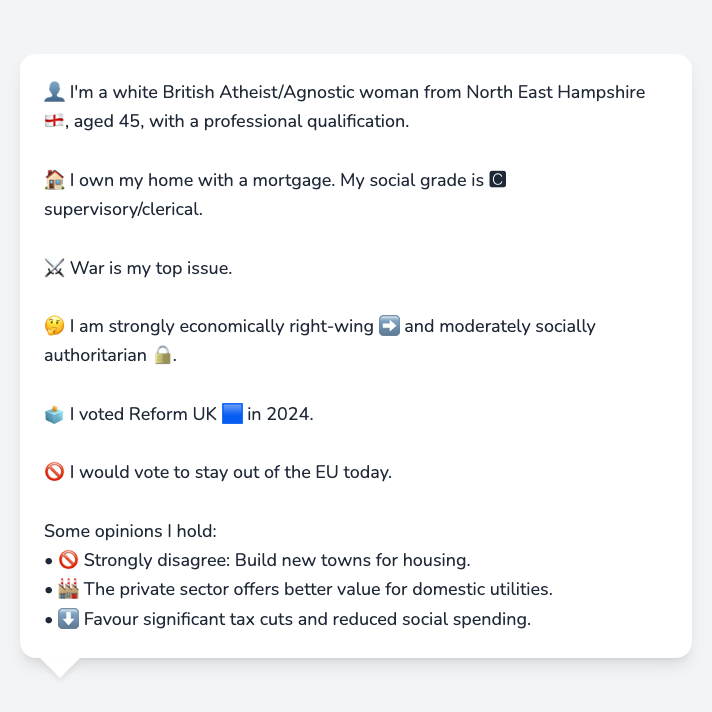 👤 I'm a white British Atheist/Agnostic woman from North East Hampshire
🏴󠁧󠁢󠁥󠁮󠁧󠁿, aged 45, with a professional qualification.
🏠 I own my home with a mortgage. My social grade is 🅲
supervisory/clerical.
⚔️ War is my top issue.
🤔 I am strongly economically right-wing ➡️ and moderately socially
authoritarian 🔒.
🗳️ I voted Reform UK 🟦 in 2024.
🚫 I would vote to stay out of the EU today.
Some opinions I hold:
• 🚫 Strongly disagree: Build new towns for housing.
• 🏭 The private sector offers better value for domestic utilities.
• ⬇️ Favour significant tax cuts and reduced social spending.